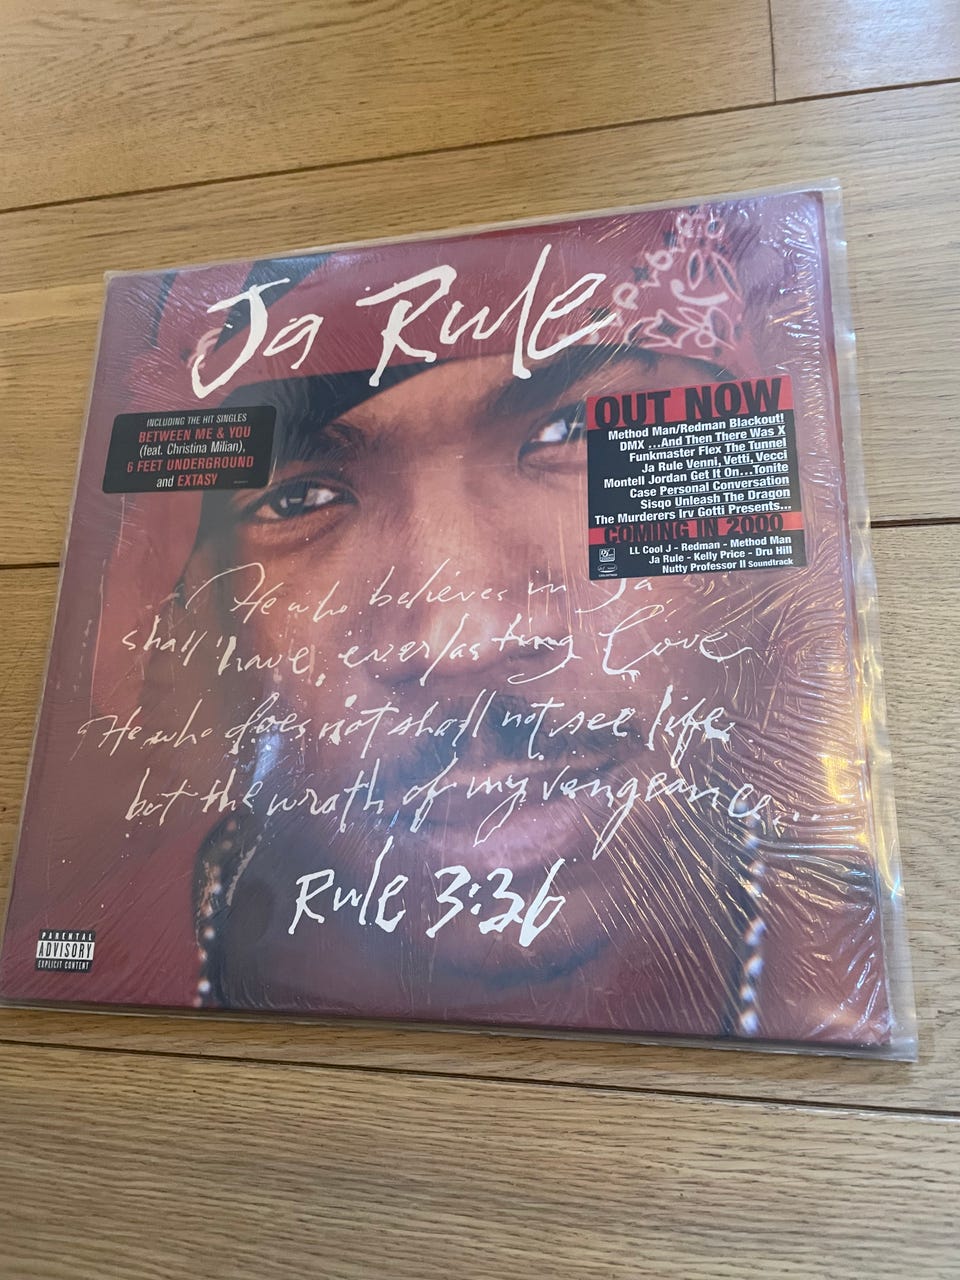 Ja Rule
INCLUDING THE HIT SINGLES
BETWEEN ME & YOU
(feat. Christina Milian),
6 FEET UNDERGROUND
and EXTASY
OUT NOW
Method Man/Redman Blackout!
DMX ...And Then There Was X
Funkmaster Flex The Tunnel
Ja Rule Venni, Vetti, Vecci
Montell Jordan Get It On...Tonite
Case Personal Conversation
Sisqo Unleash The Dragon
The Murderers Irv Gotti Presents...
COMING IN 2000
LL Cool J - Redman - Method Man
Ja Rule - Kelly Price - Dru Hill
Nutty Professor II Soundtrack
He who believes in Ja
shall have everlasting love
He who does not shall not see life
but the wrath of my vengeance...
Rule 3:36
PARENTAL
ADVISORY
EXPLICIT CONTENT